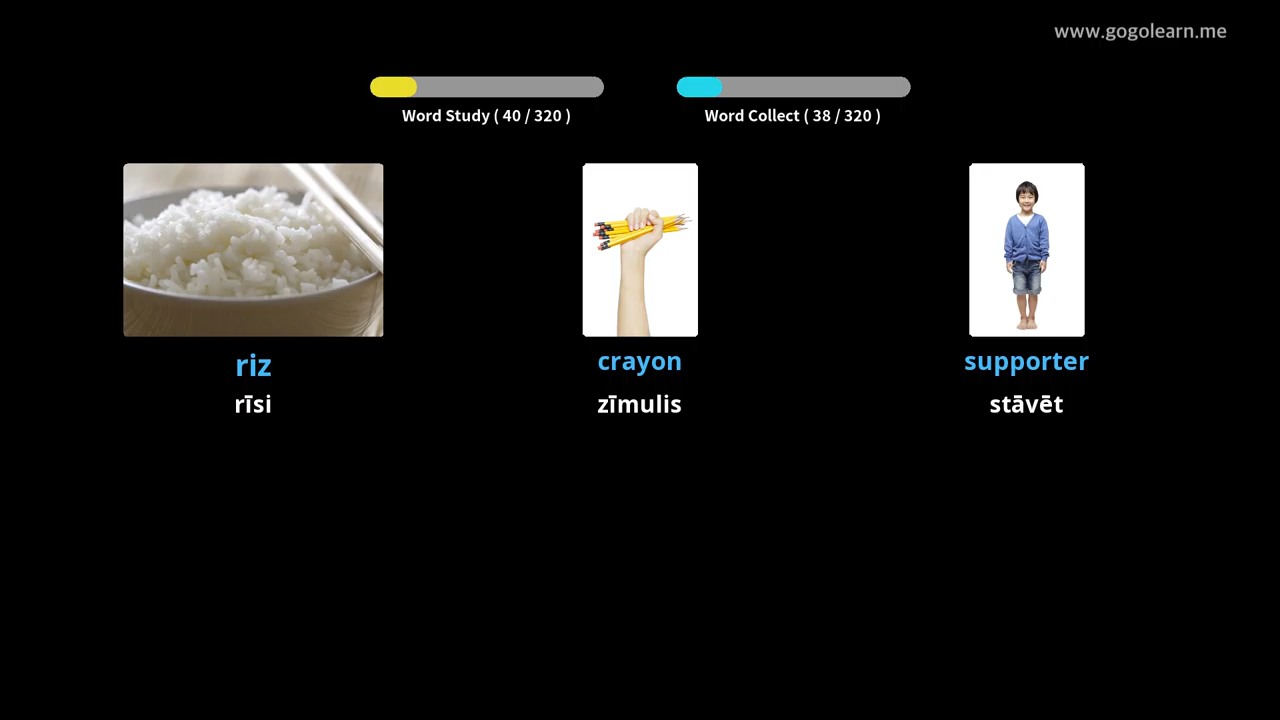 www.gogolearn.me
Word Study ( 40 / 320 )
Word Collect ( 38 / 320 )
riz
rīsi
crayon
zīmulis
supporter
stāvēt